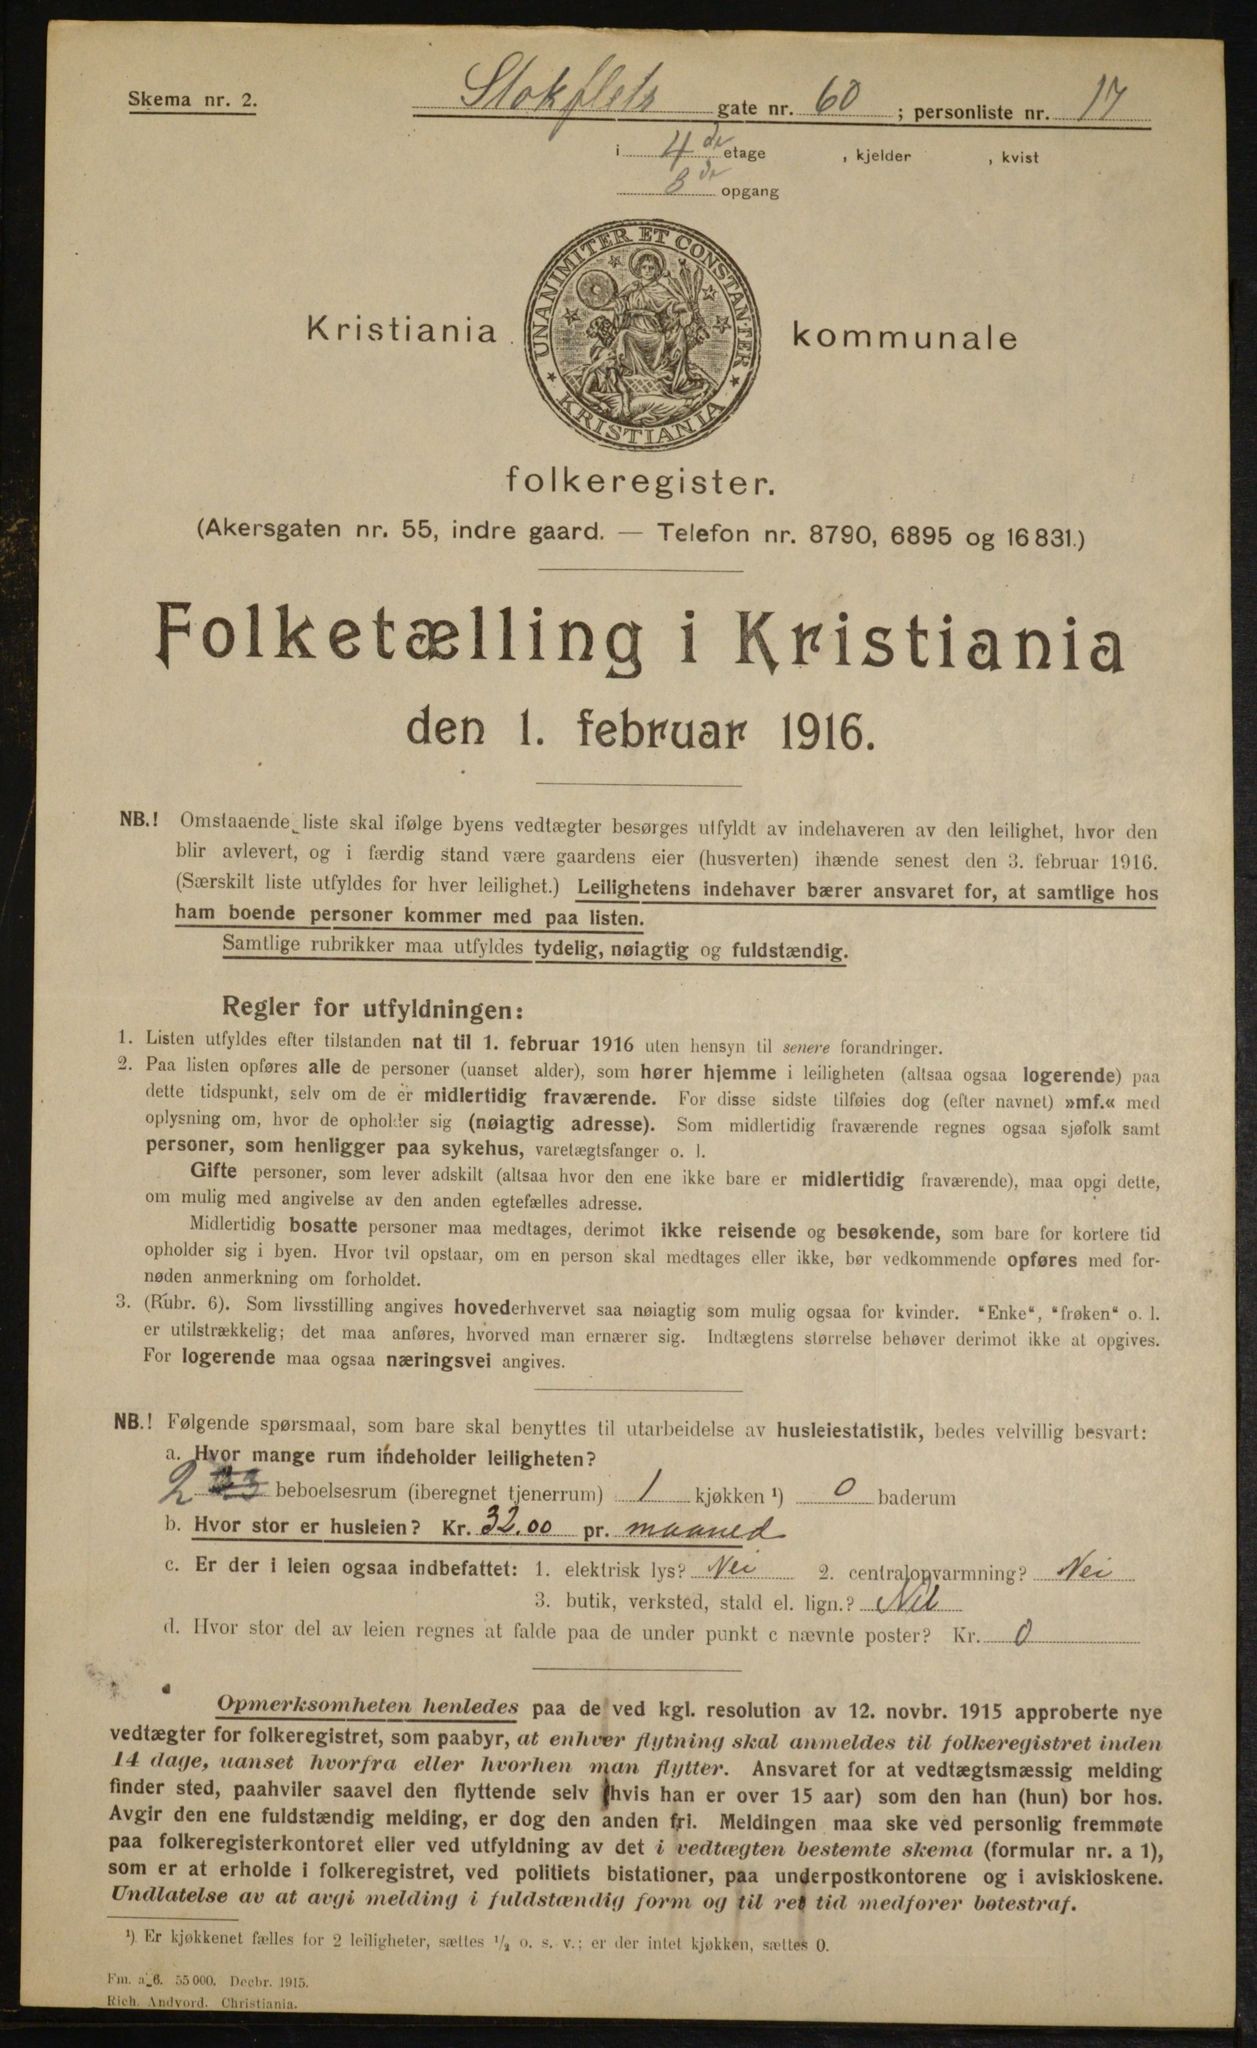 Skema nr. 2.
Stokflets gate nr. 60 ; personliste nr. 17
i 4de etage , kjelder , kvist
3de opgang
UNANIMITER ET CONSTANTER
KRISTIANIA
Kristiania kommunale
folkeregister.
(Akersgaten nr. 55, indre gaard. — Telefon nr. 8790, 6895 og 16831.)
Folketælling i Kristiania
den 1. februar 1916.
NB.! Omstaaende liste skal ifølge byens vedtægter besørges utfyldt av indehaveren av den leilighet, hvor den
blir avlevert, og i færdig stand være gaardens eier (husverten) ihænde senest den 3. februar 1916.
(Særskilt liste utfyldes for hver leilighet.) Leilighetens indehaver bærer ansvaret for, at samtlige hos
ham boende personer kommer med paa listen.
Samtlige rubrikker maa utfyldes tydelig, nøiagtig og fuldstændig.
Regler for utfyldningen:
1. Listen utfyldes efter tilstanden nat til 1. februar 1916 uten hensyn til senere forandringer.
2. Paa listen opføres alle de personer (uanset alder), som hører hjemme i leiligheten (altsaa ogsaa logerende) paa
dette tidspunkt, selv om de er midlertidig fraværende. For disse sidste tilføies dog (efter navnet) »mf.« med
oplysning om, hvor de opholder sig (nøiagtig adresse). Som midlertidig fraværende regnes ogsaa sjøfolk samt
personer, som henligger paa sykehus, varetægtsfanger o. l.
Gifte personer, som lever adskilt (altsaa hvor den ene ikke bare er midlertidig fraværende), maa opgi dette,
om mulig med angivelse av den anden egtefælles adresse.
Midlertidig bosatte personer maa medtages, derimot ikke reisende og besøkende, som bare for kortere tid
opholder sig i byen. Hvor tvil opstaar, om en person skal medtages eller ikke, bør vedkommende opføres med for-
nøden anmerkning om forholdet.
3. (Rubr. 6). Som livsstilling angives hovederhvervet saa nøiagtig som mulig ogsaa for kvinder. "Enke", "frøken" o. l.
er utilstrækkelig; det maa anføres, hvorved man ernærer sig. Indtægtens størrelse behøver derimot ikke at opgives.
For logerende maa ogsaa næringsvei angives.
NB.! Følgende spørsmaal, som bare skal benyttes til utarbeidelse av husleiestatistik, bedes velvillig besvart:
a. Hvor mange rum indeholder leiligheten?
2 beboelsesrum (iberegnet tjenerrum) 1 kjøkken ¹) 0 baderum
b. Hvor stor er husleien? Kr. 32.00 pr. maaned
c. Er der i leien ogsaa indbefattet: 1. elektrisk lys? Nei 2. centralopvarmning? Nei
3. butik, verksted, stald el. lign.? Nei
d. Hvor stor del av leien regnes at falde paa de under punkt c nævnte poster? Kr. 0
Opmerksomheten henledes paa de ved kgl. resolution av 12. novbr. 1915 approberte nye
vedtægter for folkeregistret, som paabyr, at enhver flytning skal anmeldes til folkeregistret inden
14 dage, uanset hvorfra eller hvorhen man flytter. Ansvaret for at vedtægtsmæssig melding
finder sted, paahviler saavel den flyttende selv (hvis han er over 15 aar) som den han (hun) bor hos.
Avgir den ene fuldstændig melding, er dog den anden fri. Meldingen maa ske ved personlig fremmøte
paa folkeregisterkontoret eller ved utfyldning av det i vedtægten bestemte skema (formular nr. a 1),
som er at erholde i folkeregistret, ved politiets bistationer, paa underpostkontorene og i aviskioskene.
Undlatelse av at avgi melding i fuldstændig form og til ret tid medfører bøtestraf.
¹) Er kjøkkenet fælles for 2 leiligheter, sættes ½ o. s. v.; er der intet kjøkken, sættes 0.
Fm. a 6. 55000. Decbr. 1915.
Rich. Andvord. Christiania.